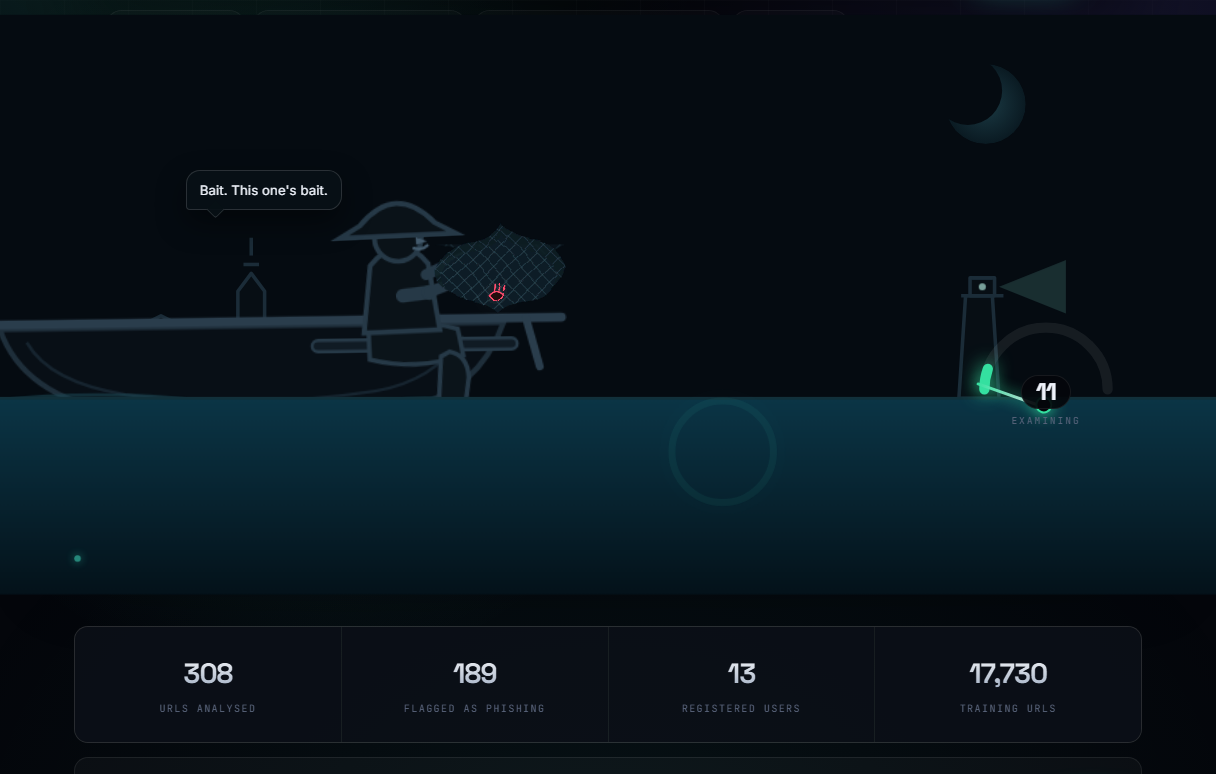 Bait. This one's bait.
11
EXAMINING
308
URLS ANALYSED
189
FLAGGED AS PHISHING
13
REGISTERED USERS
17,730
TRAINING URLS